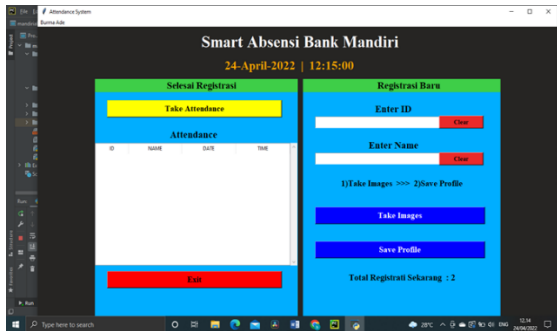 Attendance System
Burma Ade
Smart Absensi Bank Mandiri
24-April-2022 | 12:15:00
Selesai Registrasi
Take Attendance
Attendance
ID NAME DATE TIME
Exit
Registrasi Baru
Enter ID
Clear
Enter Name
Clear
1)Take Images >>> 2)Save Profile
Take Images
Save Profile
Total Registrati Sekarang : 2
Type here to search
28°C
ENG
12.14
24/04/2022